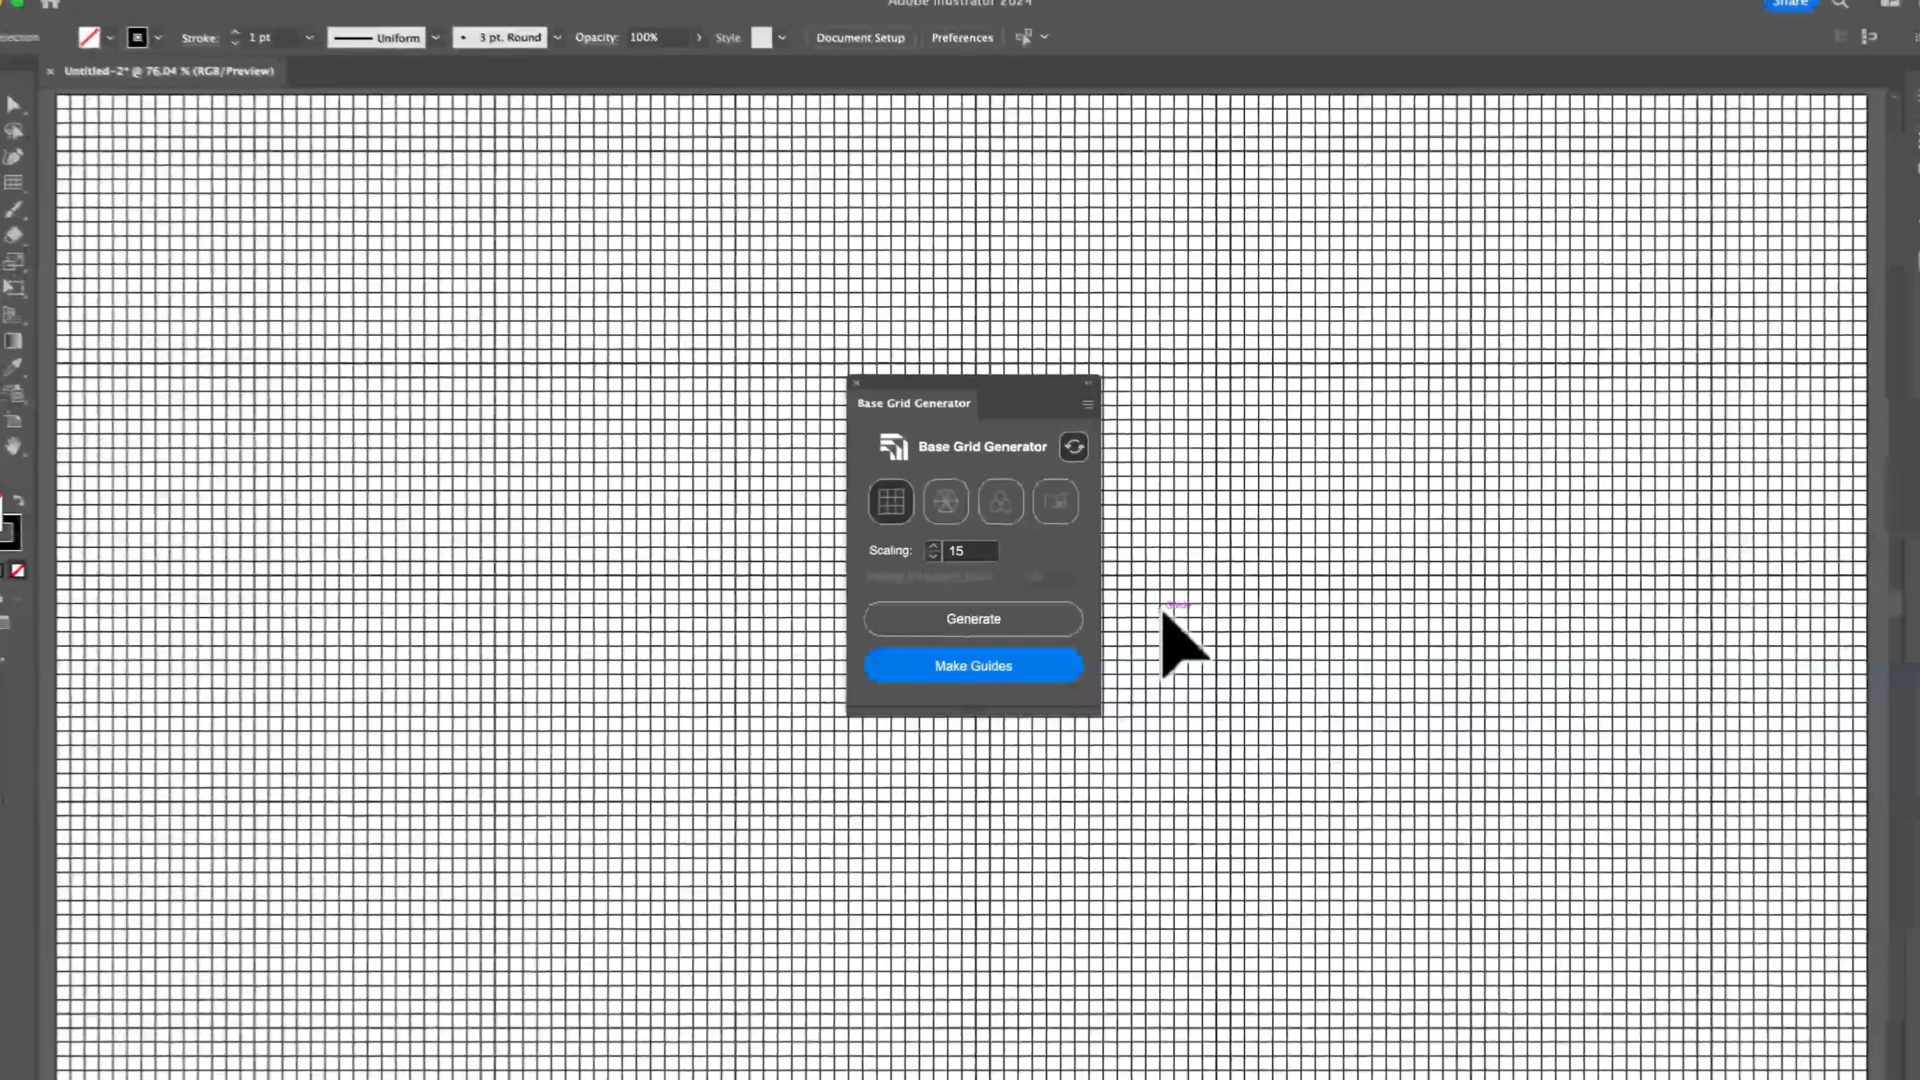 Adobe Illustrator 2024
Share
Stroke: 1 pt Uniform 3 pt. Round Opacity: 100% Style Document Setup Preferences
Untitled-2* @ 76.04 % (RGB/Preview)
Base Grid Generator
Base Grid Generator
Scaling: 15
Generate
Make Guides